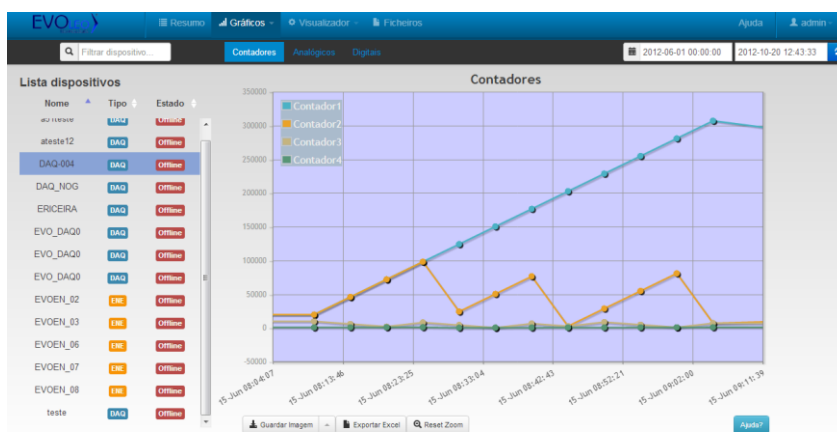 EVO
Resumo
Gráficos
Visualizador
Ficheiros
Ajuda
admin
Filtrar dispositivo...
Contadores
Analógicos
Digitais
2012-06-01 00:00:00
2012-10-20 12:43:33
Lista dispositivos
Nome Tipo Estado
DAQ Offline
ateste12 DAQ Offline
DAQ-004 DAQ Offline
DAQ_NOG DAQ Offline
ERICEIRA DAQ Offline
EVO_DAQ0 DAQ Offline
EVO_DAQ0 DAQ Offline
EVO_DAQ0 DAQ Offline
EVOEN_02 ENE Offline
EVOEN_03 ENE Offline
EVOEN_06 ENE Offline
EVOEN_07 ENE Offline
EVOEN_08 ENE Offline
teste DAQ Offline
Contadores
350000
300000
250000
200000
150000
100000
50000
0
-50000
Contador1
Contador2
Contador3
Contador4
15-Jun 08:04:07
15-Jun 08:13:46
15-Jun 08:23:25
15-Jun 08:33:04
15-Jun 08:42:43
15-Jun 08:52:21
15-Jun 09:02:00
15-Jun 09:11:39
Guardar Imagem
Exportar Excel
Reset Zoom
Ajuda?